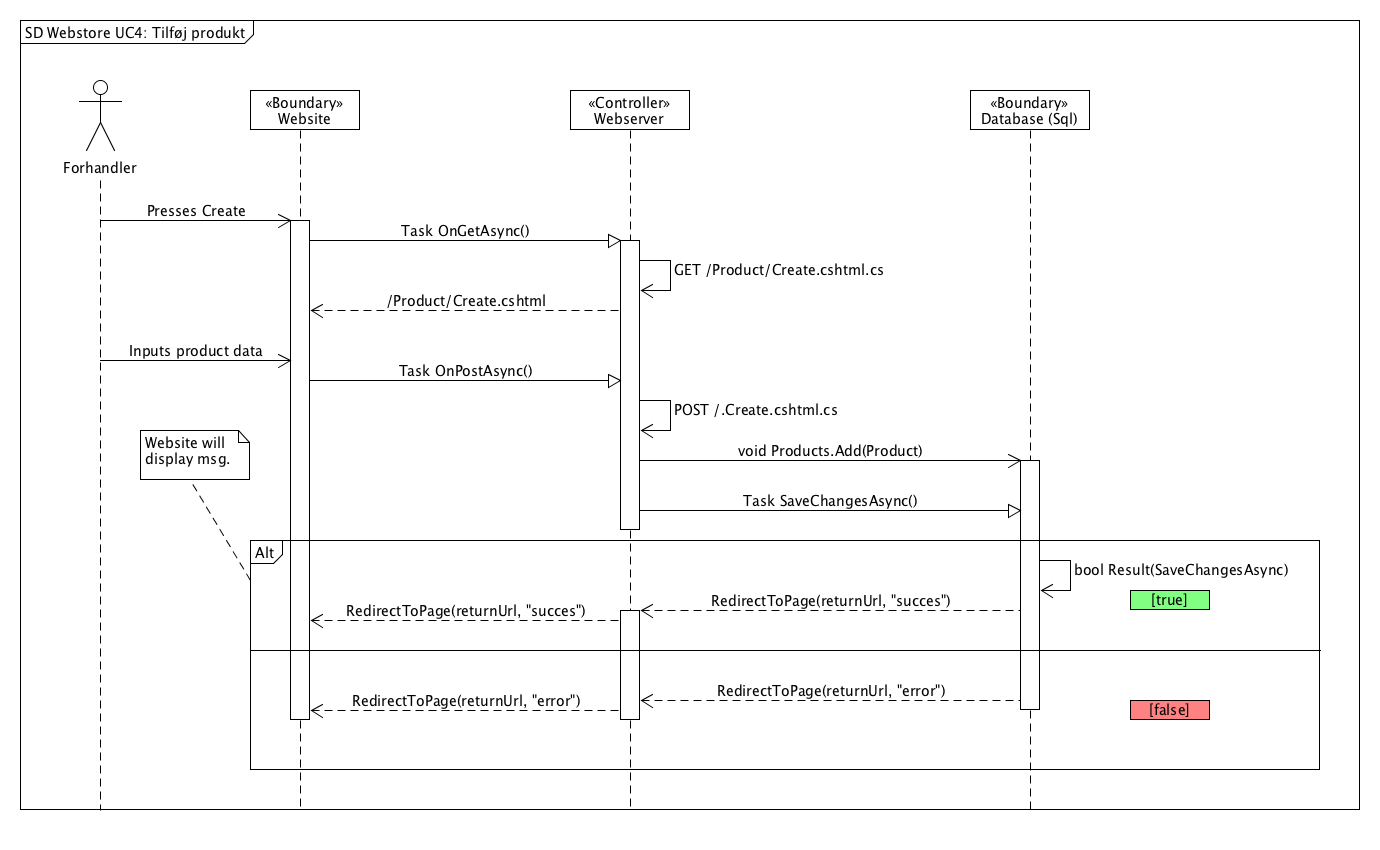 SD Webstore UC4: Tilføj produkt
«Boundary»
Website
«Controller»
Webserver
«Boundary»
Database (Sql)
Forhandler
Presses Create
Task OnGetAsync()
GET /Product/Create.cshtml.cs
/Product/Create.cshtml
Inputs product data
Task OnPostAsync()
POST /.Create.cshtml.cs
Website will
display msg.
void Products.Add(Product)
Task SaveChangesAsync()
Alt
bool Result(SaveChangesAsync)
[true]
RedirectToPage(returnUrl, "succes")
RedirectToPage(returnUrl, "succes")
RedirectToPage(returnUrl, "error")
RedirectToPage(returnUrl, "error")
[false]